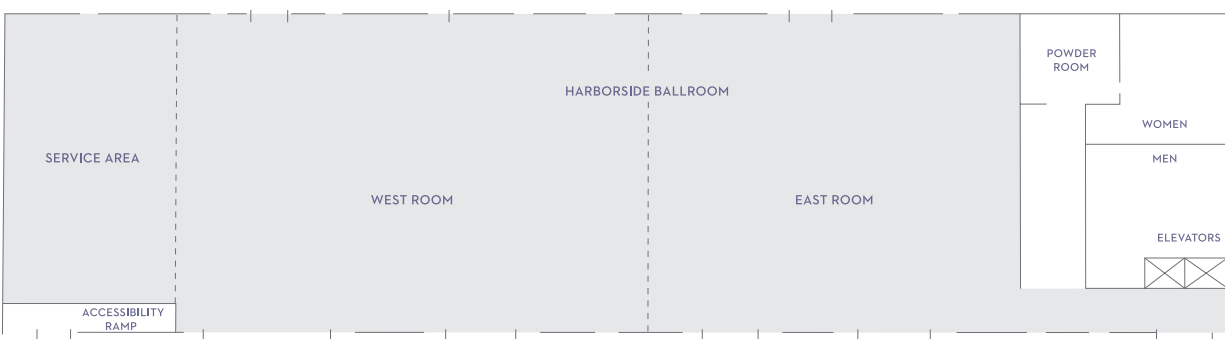 POWDER
ROOM
HARBORSIDE BALLROOM
WOMEN
SERVICE AREA
MEN
WEST ROOM
EAST ROOM
ELEVATORS
ACCESSIBILITY
RAMP